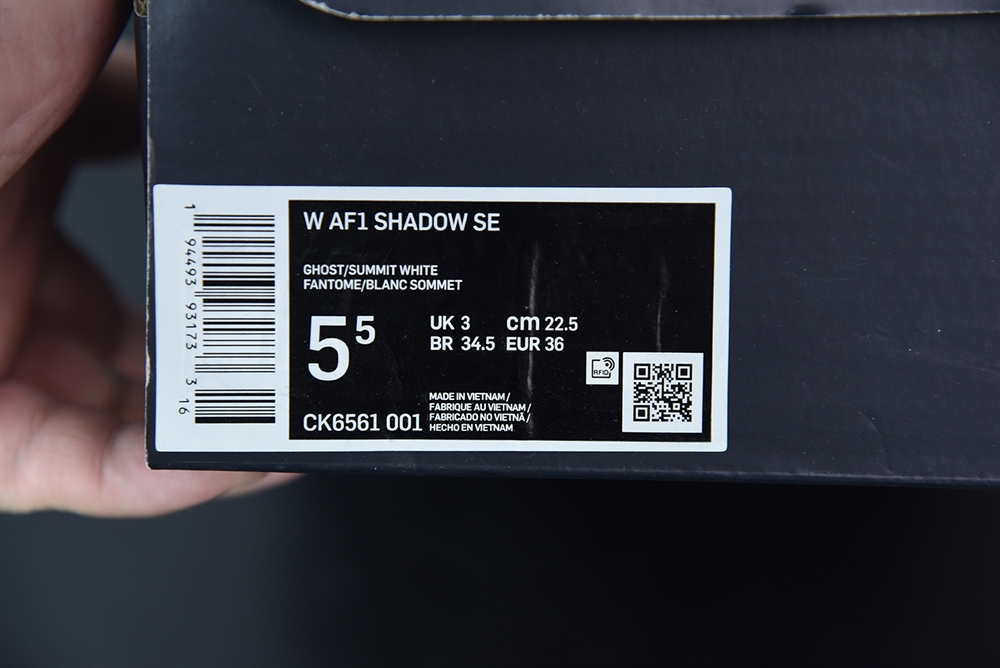 W AF1 SHADOW SE
GHOST/SUMMIT WHITE
FANTOME/BLANC SOMMET
5 5
UK 3 cm 22.5
BR 34.5 EUR 36
RFID
MADE IN VIETNAM /
FABRIQUE AU VIETNAM /
FABRICADO NO VIETNÃ /
HECHO EN VIETNAM
CK6561 001
1 94493 93173 3 16